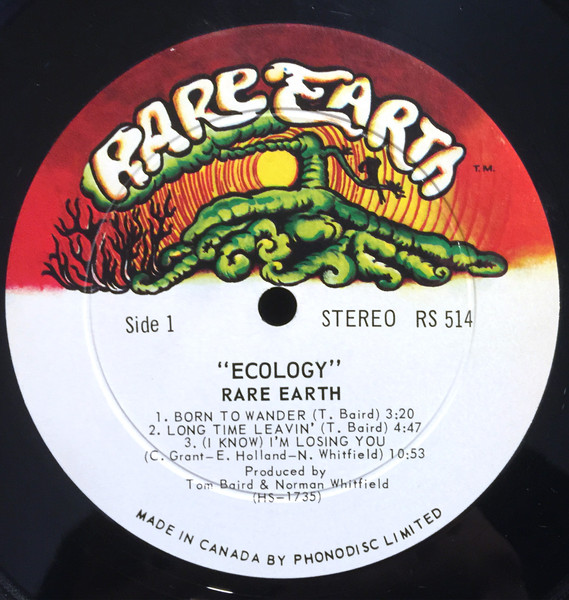 RARE EARTH
T.M.
Side 1
STEREO RS 514
"ECOLOGY"
RARE EARTH
1. BORN TO WANDER (T. Baird) 3:20
2. LONG TIME LEAVIN' (T. Baird) 4:47
3. (I KNOW) I'M LOSING YOU
(C. Grant–E. Holland–N. Whitfield) 10:53
Produced by
Tom Baird & Norman Whitfield
(HS–1735)
MADE IN CANADA BY PHONODISC LIMITED